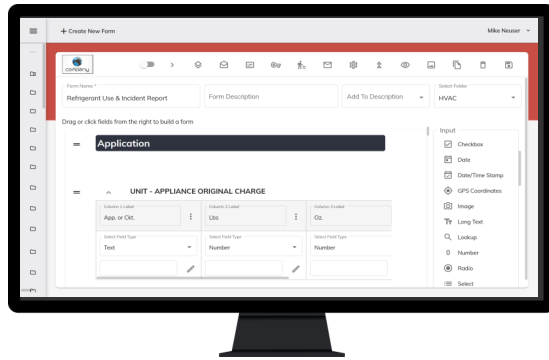 + Create New Form
Mike Neuser
company
Form Name *
Refrigerant Use & Incident Report
Form Description
Add To Description
Select Folder
HVAC
Drag or click fields from the right to build a form
Application
UNIT - APPLIANCE ORIGINAL CHARGE
Column 1 Label
App. or Ckt.
Column 2 Label
Lbs
Column 3 Label
Oz.
Select Field Type
Text
Select Field Type
Number
Select Field Type
Number
Input
Checkbox
Date
Date/Time Stamp
GPS Coordinates
Image
Long Text
Lookup
Number
Radio
Select